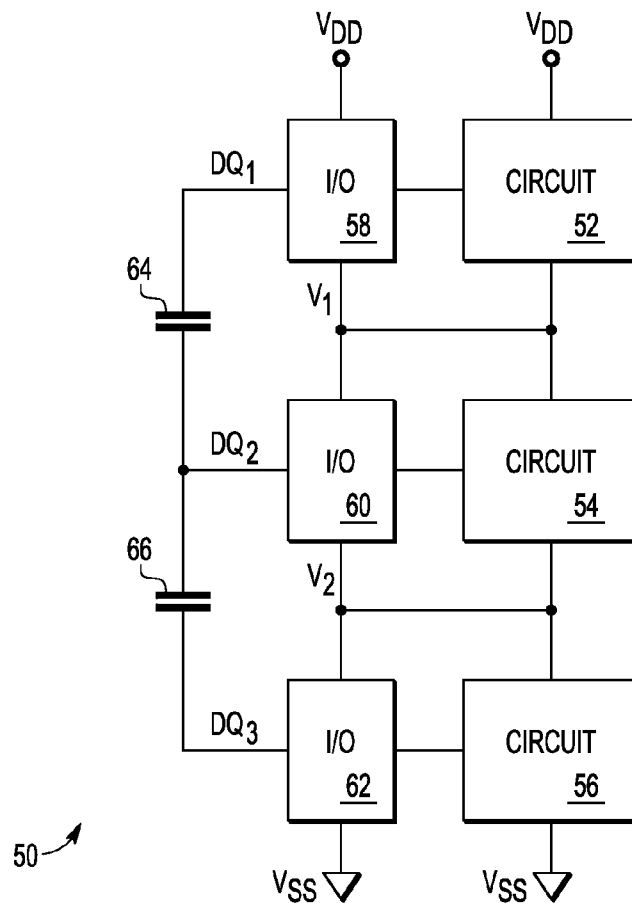 VDD VDD
DQ1 I/O 58 CIRCUIT 52
64
V1
DQ2 I/O 60 CIRCUIT 54
66
V2
DQ3 I/O 62 CIRCUIT 56
50
VSS VSS